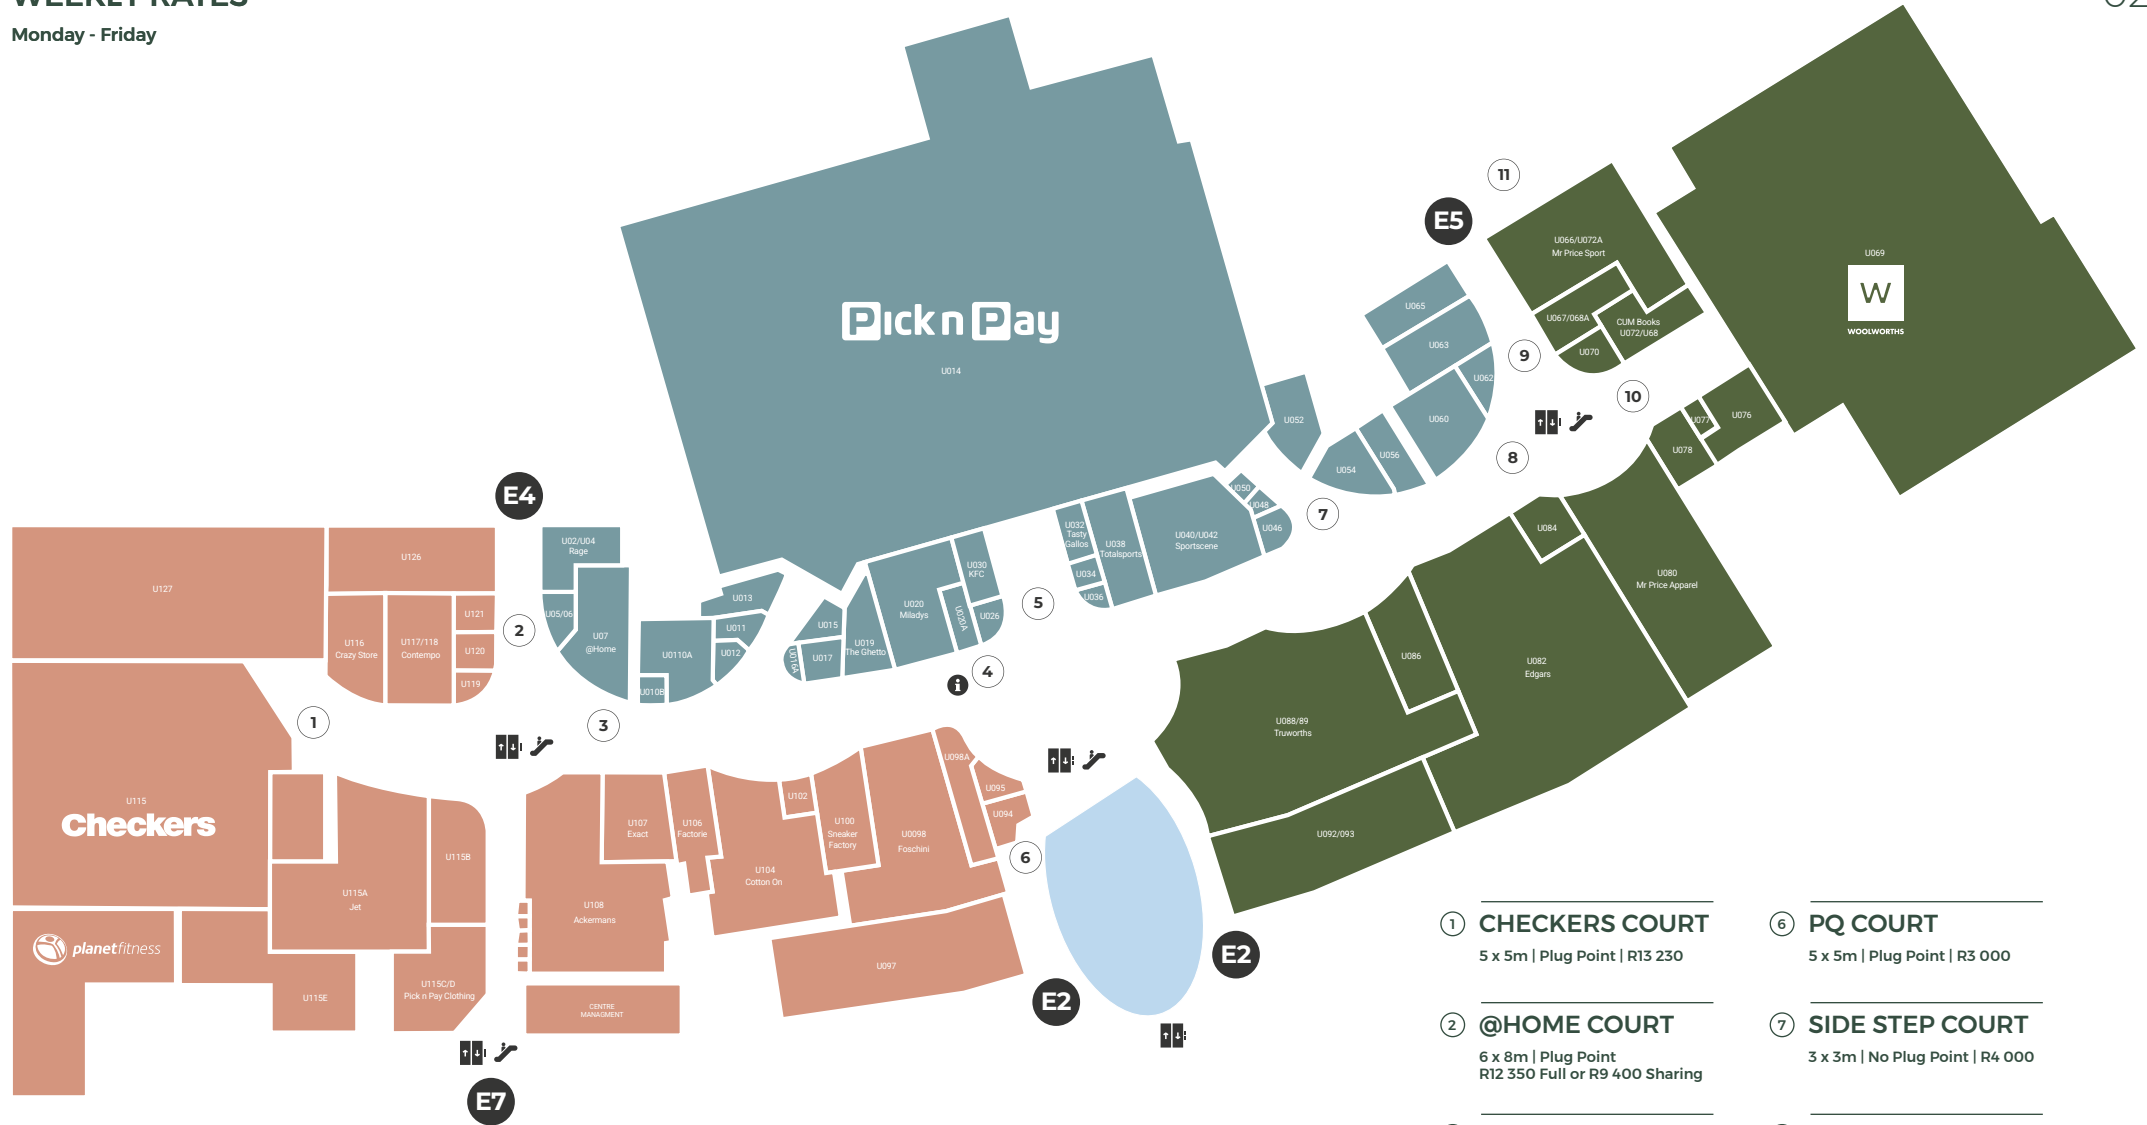 WEEKLY RATES
Monday - Friday
11
E5
U066/U072A
Mr Price Sport
U069
W
WOOLWORTHS
U065
U067/068A
CUM Books
U072/U68
U063
U070
9
Pick n Pay
U014
U062
10
U052
U060
U077
U076
U056
8
U078
U054
E4
U050
U048
7
U046
U032
Tasty
Gallos
U038
Totalsports
U040/U042
Sportscene
U084
U080
Mr Price Apparel
U127
U126
U02/U04
Rage
U030
KFC
U034
U036
5
U013
U020
Miladys
U020A
U026
U121
U05/06
2
U011
U015
U116
Crazy Store
U117/118
Contempo
U120
U07
@Home
U0110A
U012
U016A
U017
U019
The Ghetto
U119
U010B
4
U086
U082
Edgars
1
3
U088/89
Truworths
U098A
U095
U094
U102
U115
Checkers
U107
Exact
U106
Factorie
U100
Sneaker
Factory
U0098
Foschini
U092/093
U115B
6
U104
Cotton On
U115A
Jet
U108
Ackermans
planetfitness
U097
E2
E2
U115E
U115C/D
Pick n Pay Clothing
CENTRE
MANAGMENT
E7
1 CHECKERS COURT
5 x 5m | Plug Point | R13 230
6 PQ COURT
5 x 5m | Plug Point | R3 000
2 @HOME COURT
6 x 8m | Plug Point
R12 350 Full or R9 400 Sharing
7 SIDE STEP COURT
3 x 3m | No Plug Point | R4 000